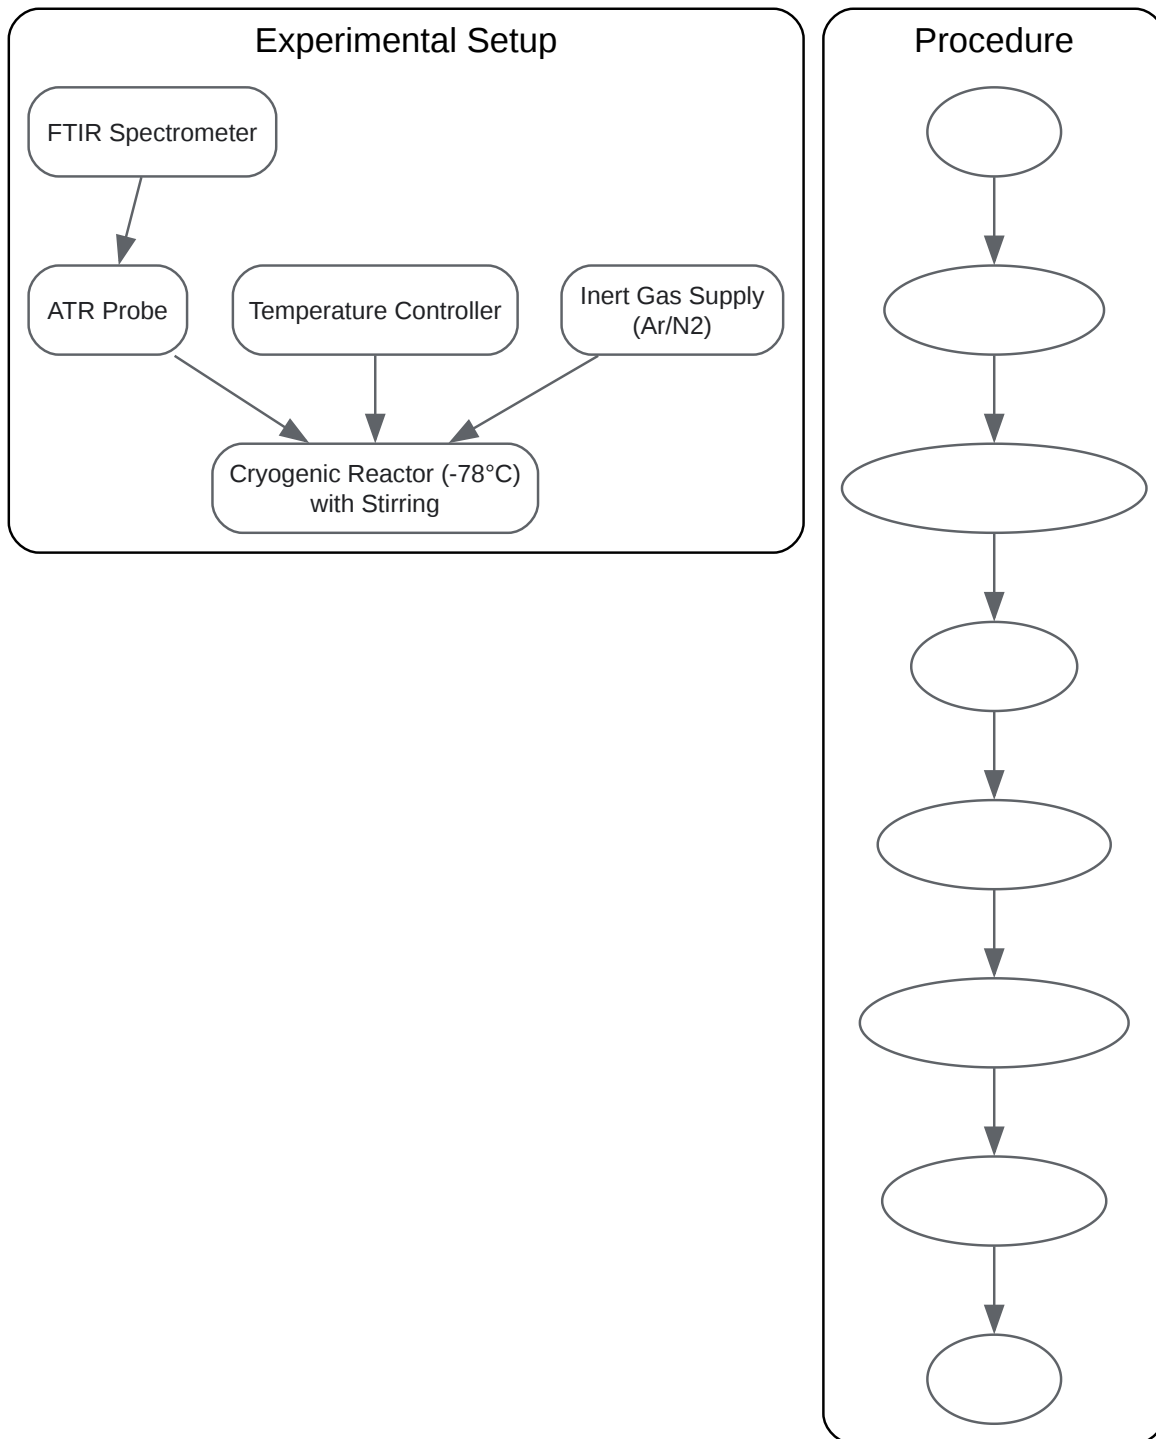 Experimental Setup
Procedure
FTIR Spectrometer
ATR Probe
Temperature Controller
Inert Gas Supply
(Ar/N2)
Cryogenic Reactor (-78°C)
with Stirring